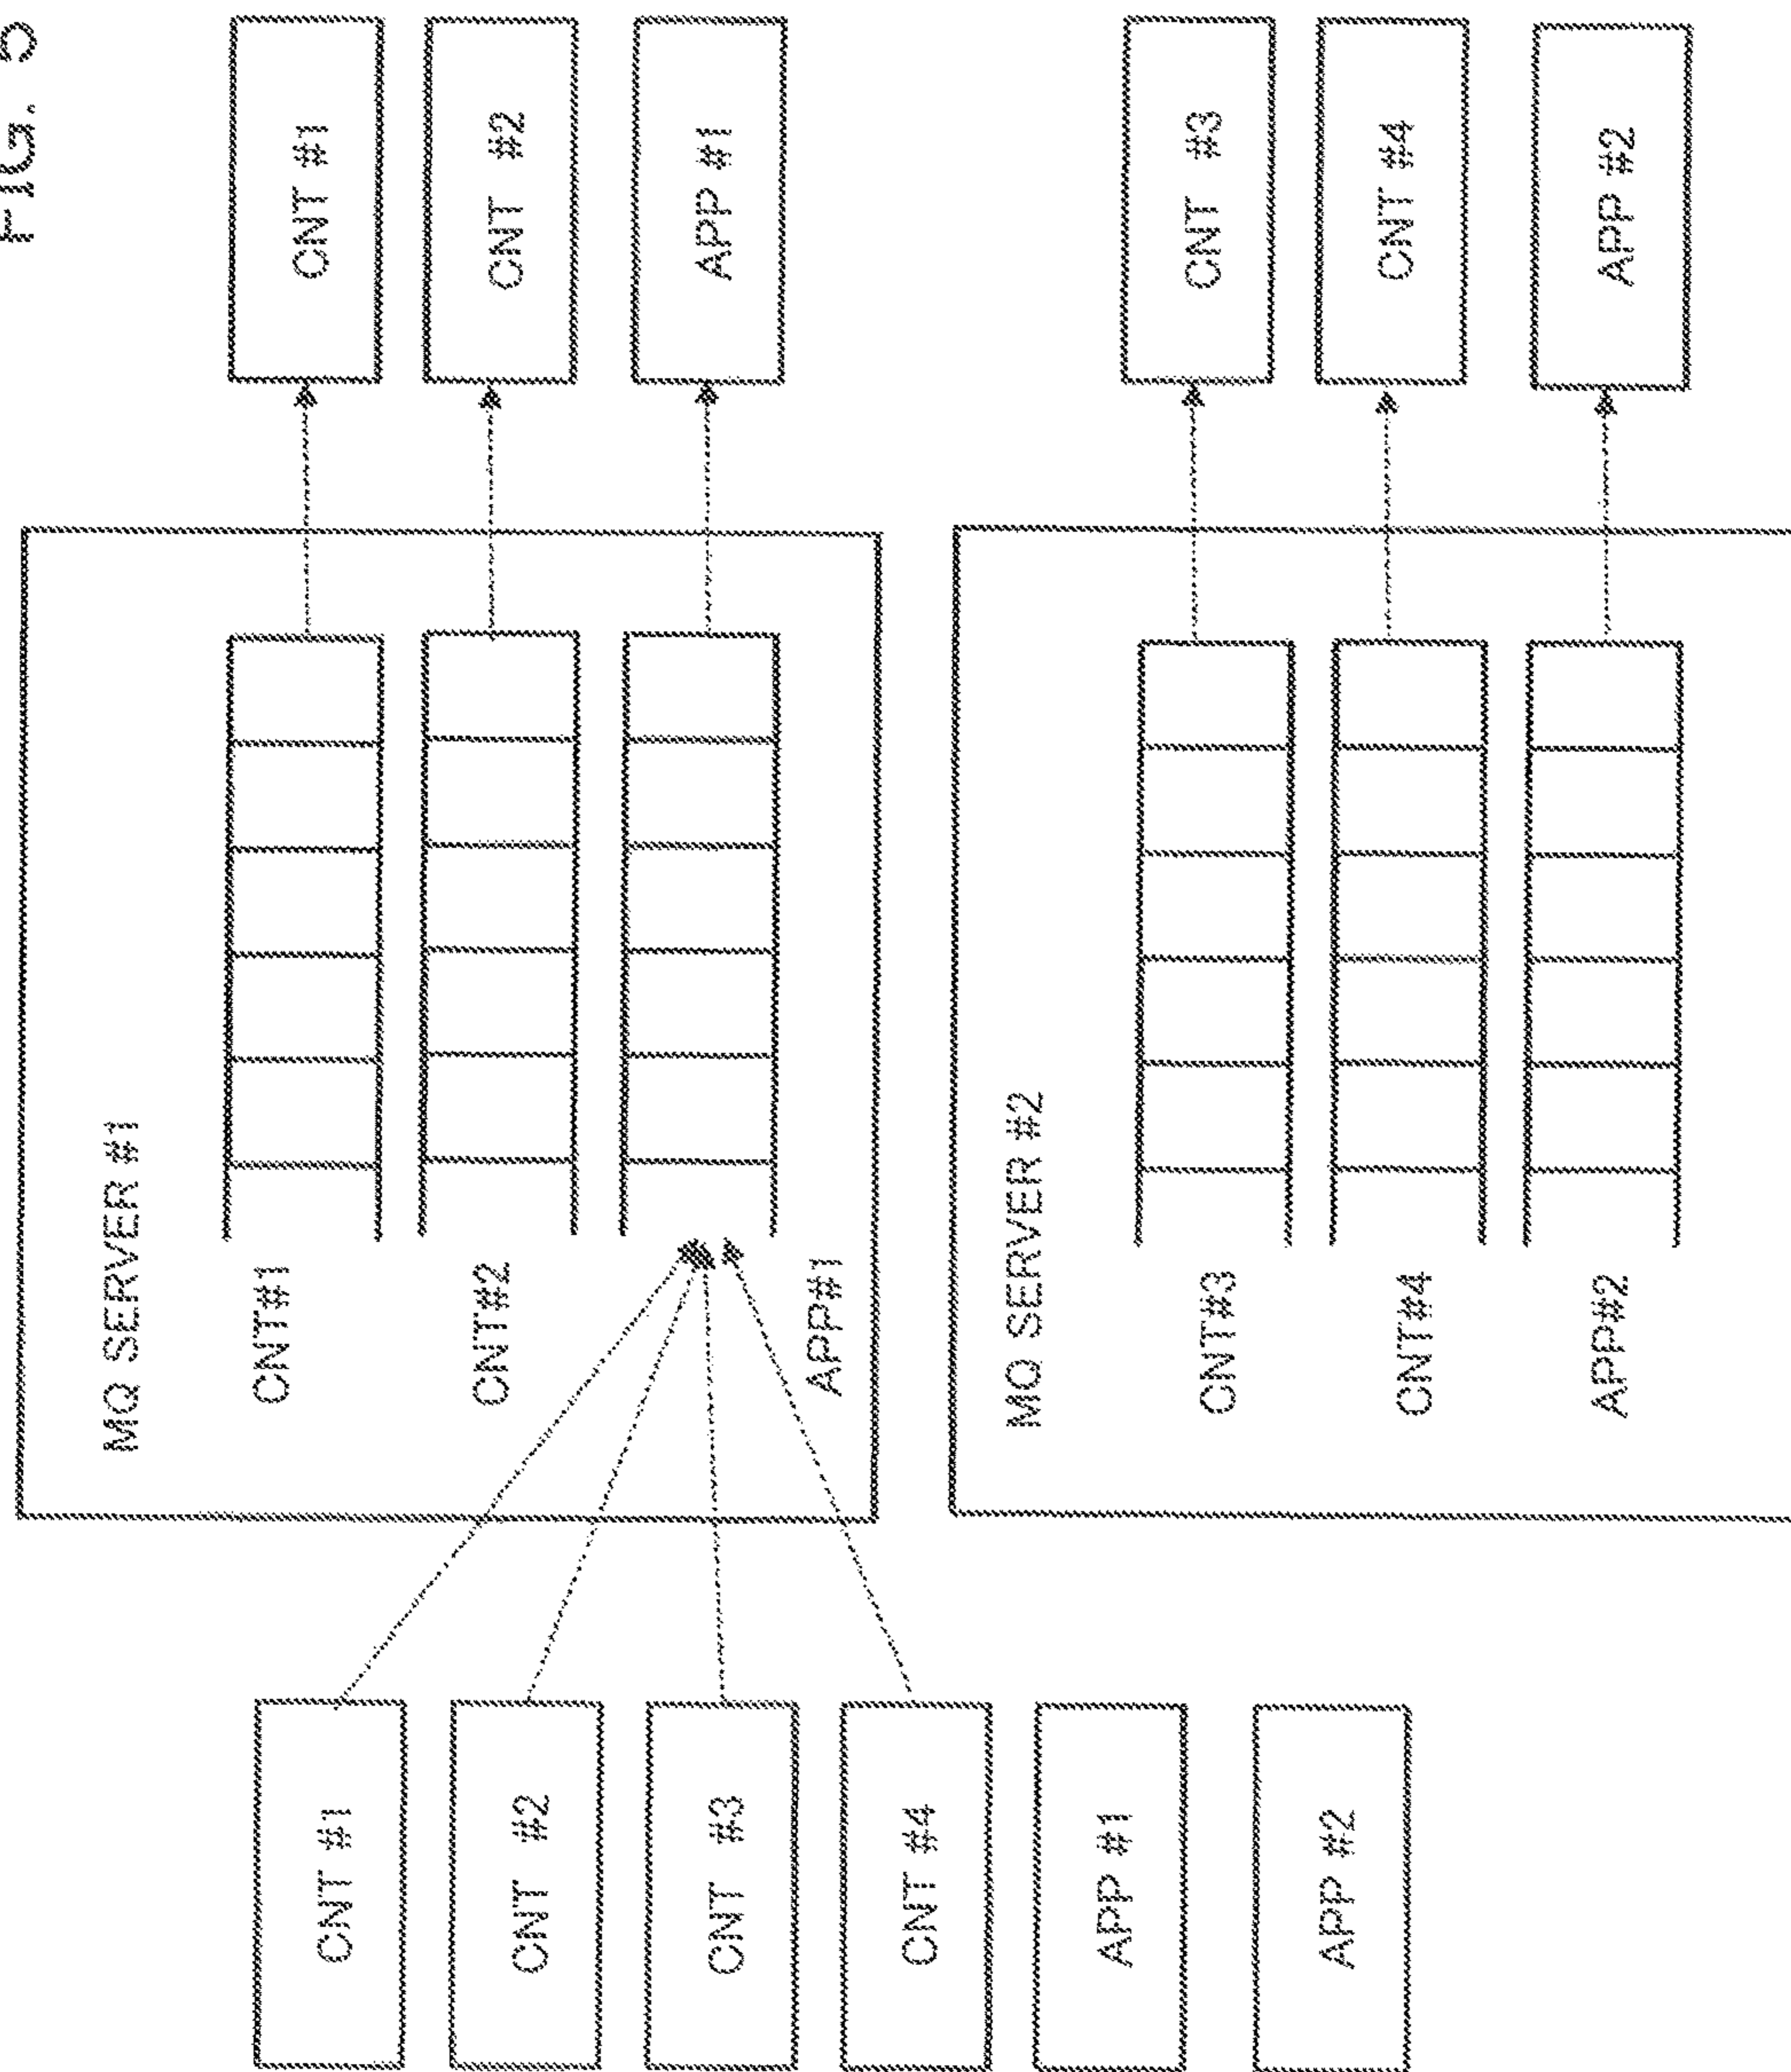 FIG. 5
CNT #1
CNT #2
CNT #3
CNT #4
APP #1
APP #2
MQ SERVER #1
CNT#1
CNT#2
APP#1
MQ SERVER #2
CNT#3
CNT#4
APP#2
CNT #1
CNT #2
APP #1
CNT #3
CNT #4
APP #2